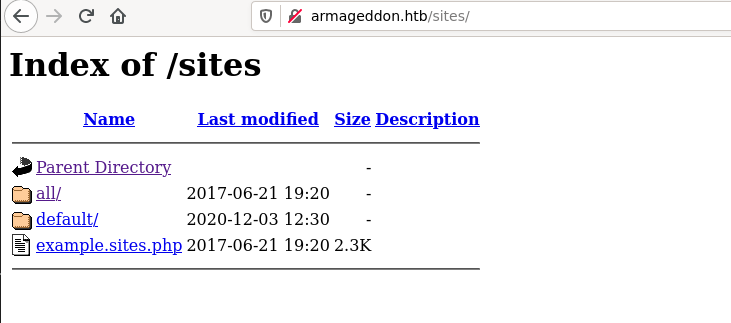 armageddon.htb/sites/
Index of /sites
Name Last modified Size Description
Parent Directory -
all/ 2017-06-21 19:20 -
default/ 2020-12-03 12:30 -
example.sites.php 2017-06-21 19:20 2.3K